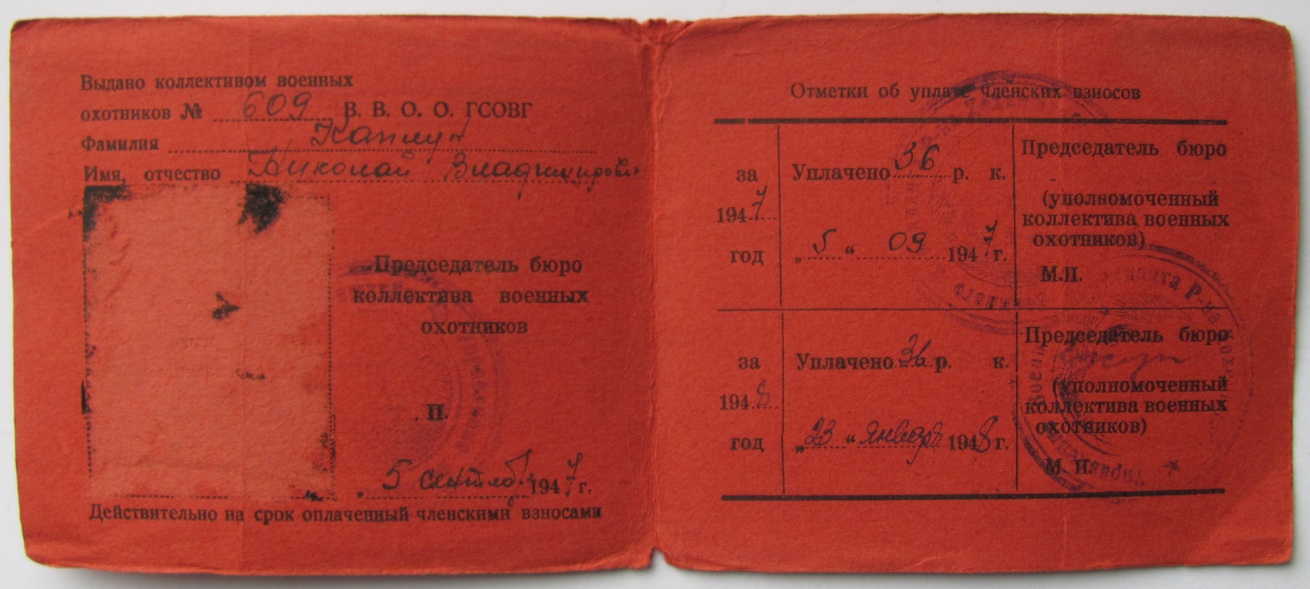 Выдано коллективом военных
охотников № 609 В. В. О. О. ГСОВГ
Фамилия Каплун
Имя, отчество Николай Владимирович
Председатель бюро
коллектива военных
охотников
П.
„ 5 сентяб. 1947 г.
Действительно на срок оплаченный членскими взносами
Отметки об уплате членских взносов
за
1947
год
Уплачено 36 р. к.
„5“ 09 1947 г.
Председатель бюро
(уполномоченный
коллектива военных
охотников)
М.П.
за
1948
год
Уплачено 36 р. к.
„23“ января 1948 г.
Председатель бюро
(уполномоченный
коллектива военных
охотников)
М. П.